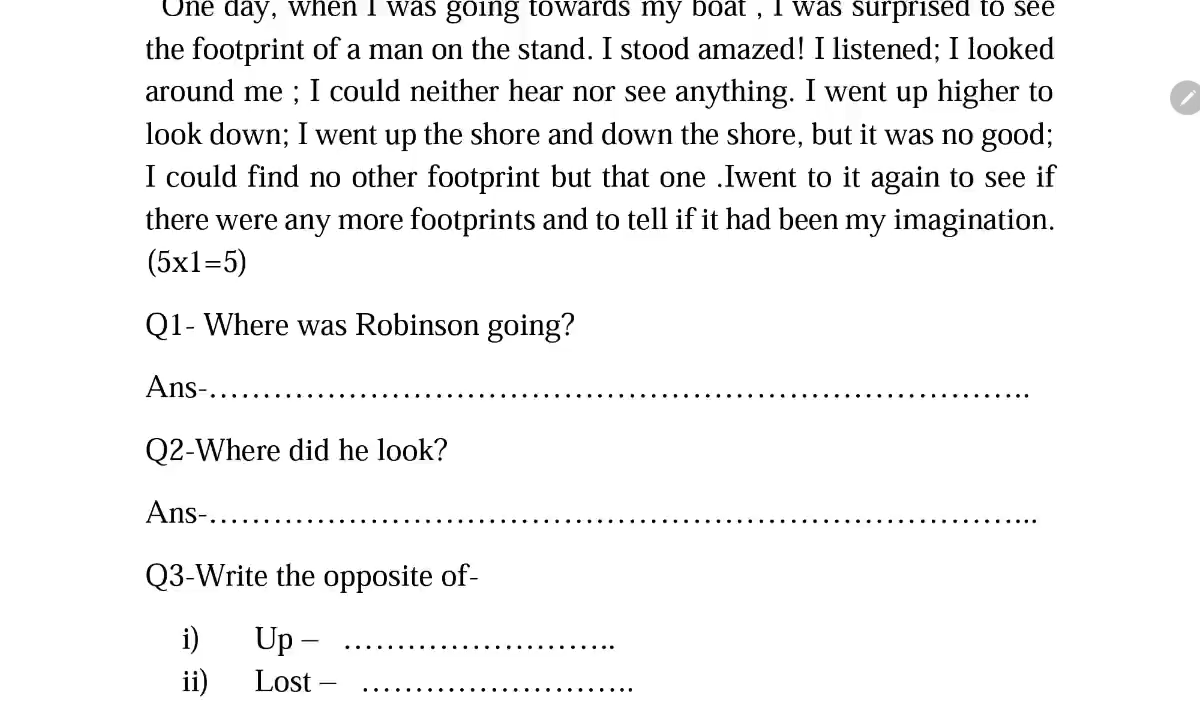 One day, when I was going towards my boat , I was surprised to see
the footprint of a man on the stand. I stood amazed! I listened; I looked
around me ; I could neither hear nor see anything. I went up higher to
look down; I went up the shore and down the shore, but it was no good;
I could find no other footprint but that one .Iwent to it again to see if
there were any more footprints and to tell if it had been my imagination.
(5x1=5)
Q1- Where was Robinson going?
Ans-……………………………………………………………………………….
Q2-Where did he look?
Ans-………………………………………………………………………………..
Q3-Write the opposite of-
i) Up – ……………………….
ii) Lost – ……………………….